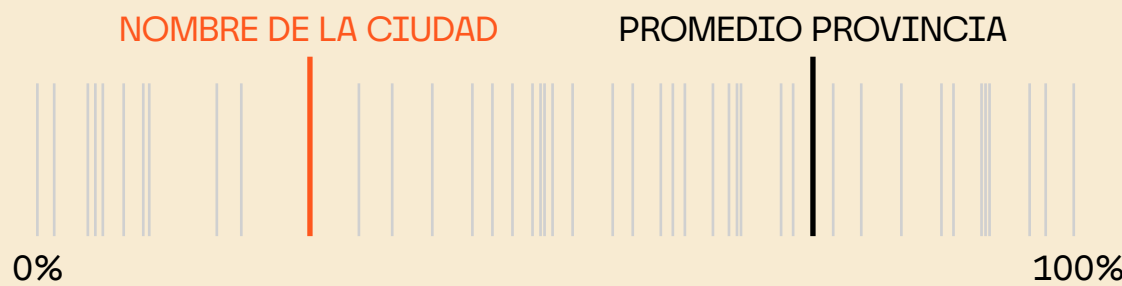 NOMBRE DE LA CIUDAD
PROMEDIO PROVINCIA
0%
100%